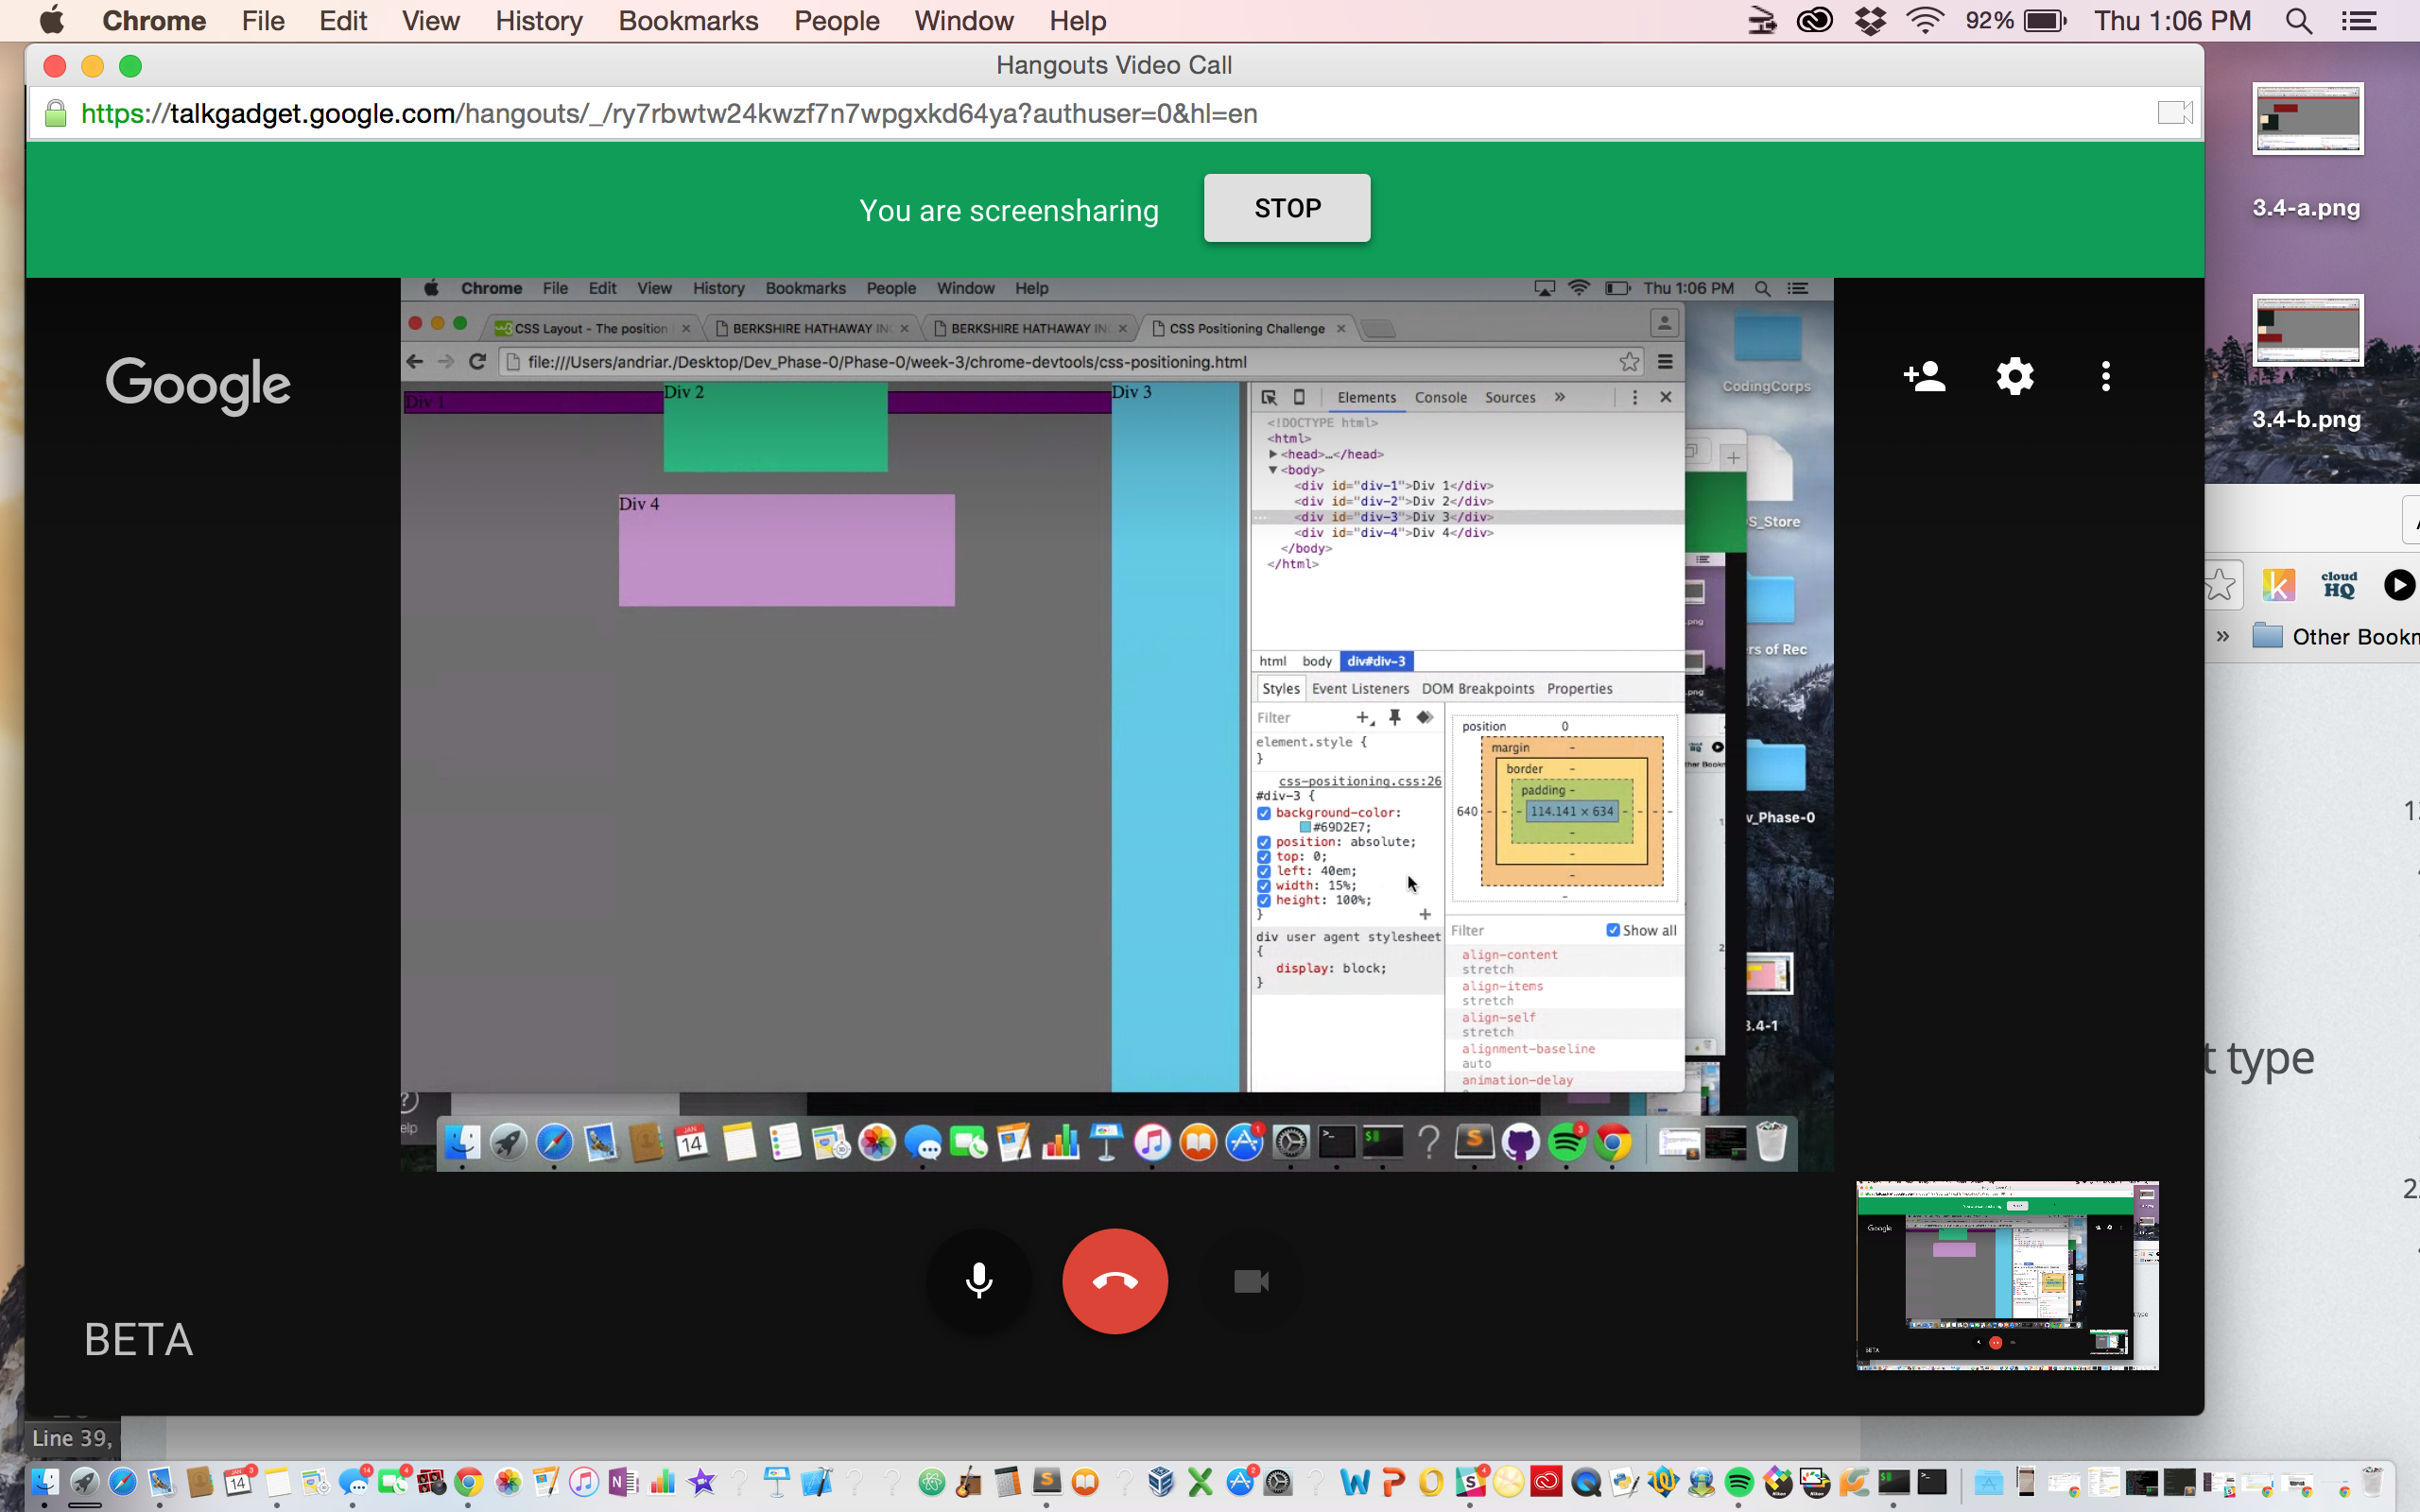 Chrome File Edit View History Bookmarks People Window Help 92% Thu 1:06 PM
Hangouts Video Call
https://talkgadget.google.com/hangouts/_/ry7rbwtw24kwzf7n7wpgxkd64ya?authuser=0&hl=en
You are screensharing STOP
3.4-a.png
3.4-b.png
Google
Chrome File Edit View History Bookmarks People Window Help Thu 1:06 PM
CSS Layout - The position BERKSHIRE HATHAWAY IN BERKSHIRE HATHAWAY IN CSS Positioning Challenge
file:///Users/andriar./Desktop/Dev_Phase-0/Phase-0/week-3/chrome-devtools/css-positioning.html
CodingCorps
Div 1
Div 2
Div 3
Div 4
Elements Console Sources »
<!DOCTYPE html>
<html>
<head>…</head>
<body>
<div id="div-1">Div 1</div>
<div id="div-2">Div 2</div>
<div id="div-3">Div 3</div>
<div id="div-4">Div 4</div>
</body>
</html>
S_Store
rs of Rec
v_Phase-0
3.4-1
html body div#div-3
Styles Event Listeners DOM Breakpoints Properties
Filter
element.style {
}
css-positioning.css:26
#div-3 {
background-color:
#69D2E7;
position: absolute;
top: 0;
left: 40em;
width: 15%;
height: 100%;
}
div user agent stylesheet
{
display: block;
}
position 0
margin -
border -
padding -
640 - - - 114.141 × 634 - - - -
-
-
-
-
Filter Show all
align-content
stretch
align-items
stretch
align-self
stretch
alignment-baseline
auto
animation-delay
elp
JAN
14
cloud
HQ
» Other Bookm
t type
BETA
Line 39,
JAN
14